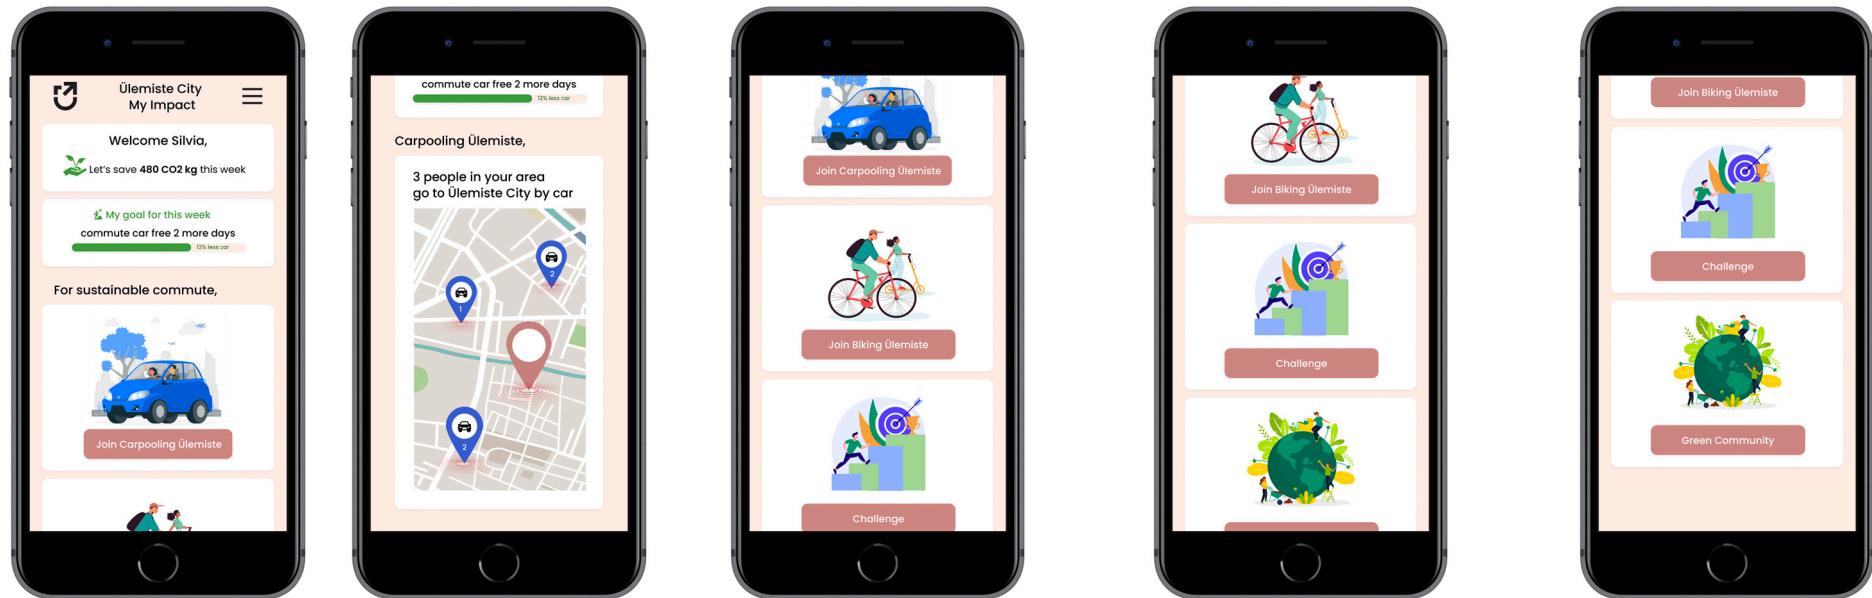 Ülemiste City
My Impact
Welcome Silvia,
Let's save 480 CO2 kg this week
My goal for this week
commute car free 2 more days
12% less car
For sustainable commute,
Join Carpooling Ülemiste
commute car free 2 more days
12% less car
Carpooling Ülemiste,
3 people in your area
go to Ülemiste City by car
2
1
2
Join Carpooling Ülemiste
Join Biking Ülemiste
Challenge
Join Biking Ülemiste
Challenge
Join Biking Ülemiste
Challenge
Green Community